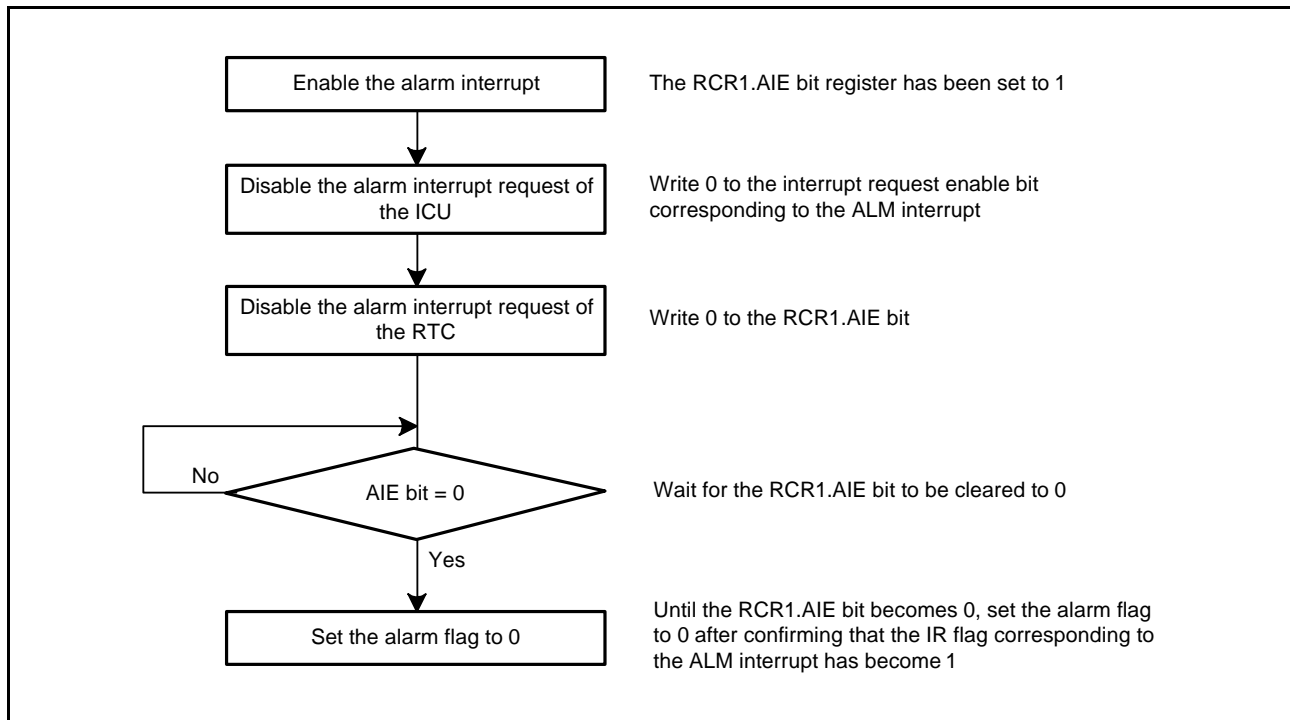 Enable the alarm interrupt
The RCR1.AIE bit register has been set to 1
Disable the alarm interrupt request of
the ICU
Write 0 to the interrupt request enable bit
corresponding to the ALM interrupt
Disable the alarm interrupt request of
the RTC
Write 0 to the RCR1.AIE bit
No
AIE bit = 0
Wait for the RCR1.AIE bit to be cleared to 0
Yes
Set the alarm flag to 0
Until the RCR1.AIE bit becomes 0, set the alarm flag
to 0 after confirming that the IR flag corresponding to
the ALM interrupt has become 1